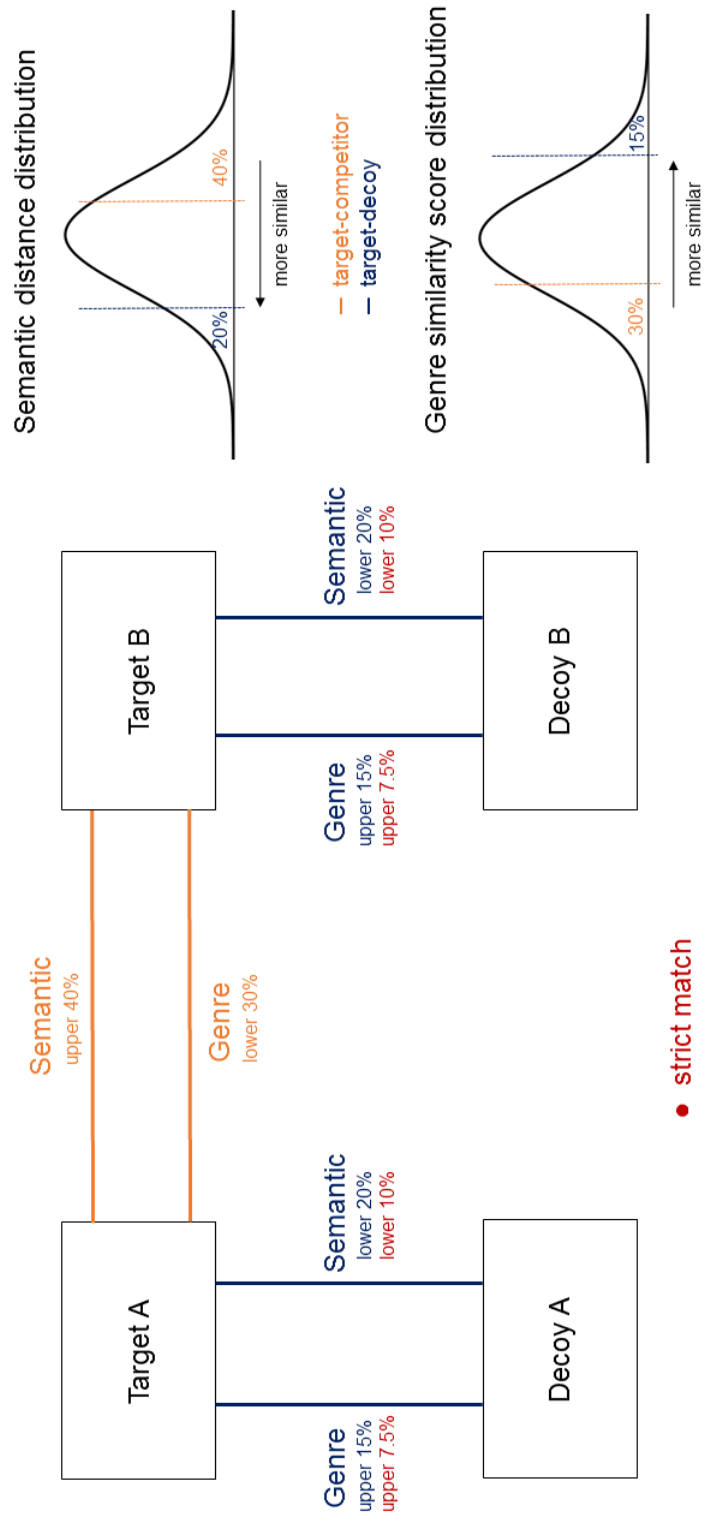 Semantic
upper 40%
Genre
lower 30%
Target A
Target B
Genre
upper 15%
upper 7.5%
Semantic
lower 20%
lower 10%
Genre
upper 15%
upper 7.5%
Semantic
lower 20%
lower 10%
Decoy A
Decoy B
• strict match
Semantic distance distribution
20%
40%
more similar
target-competitor
target-decoy
Genre similarity score distribution
30%
15%
more similar